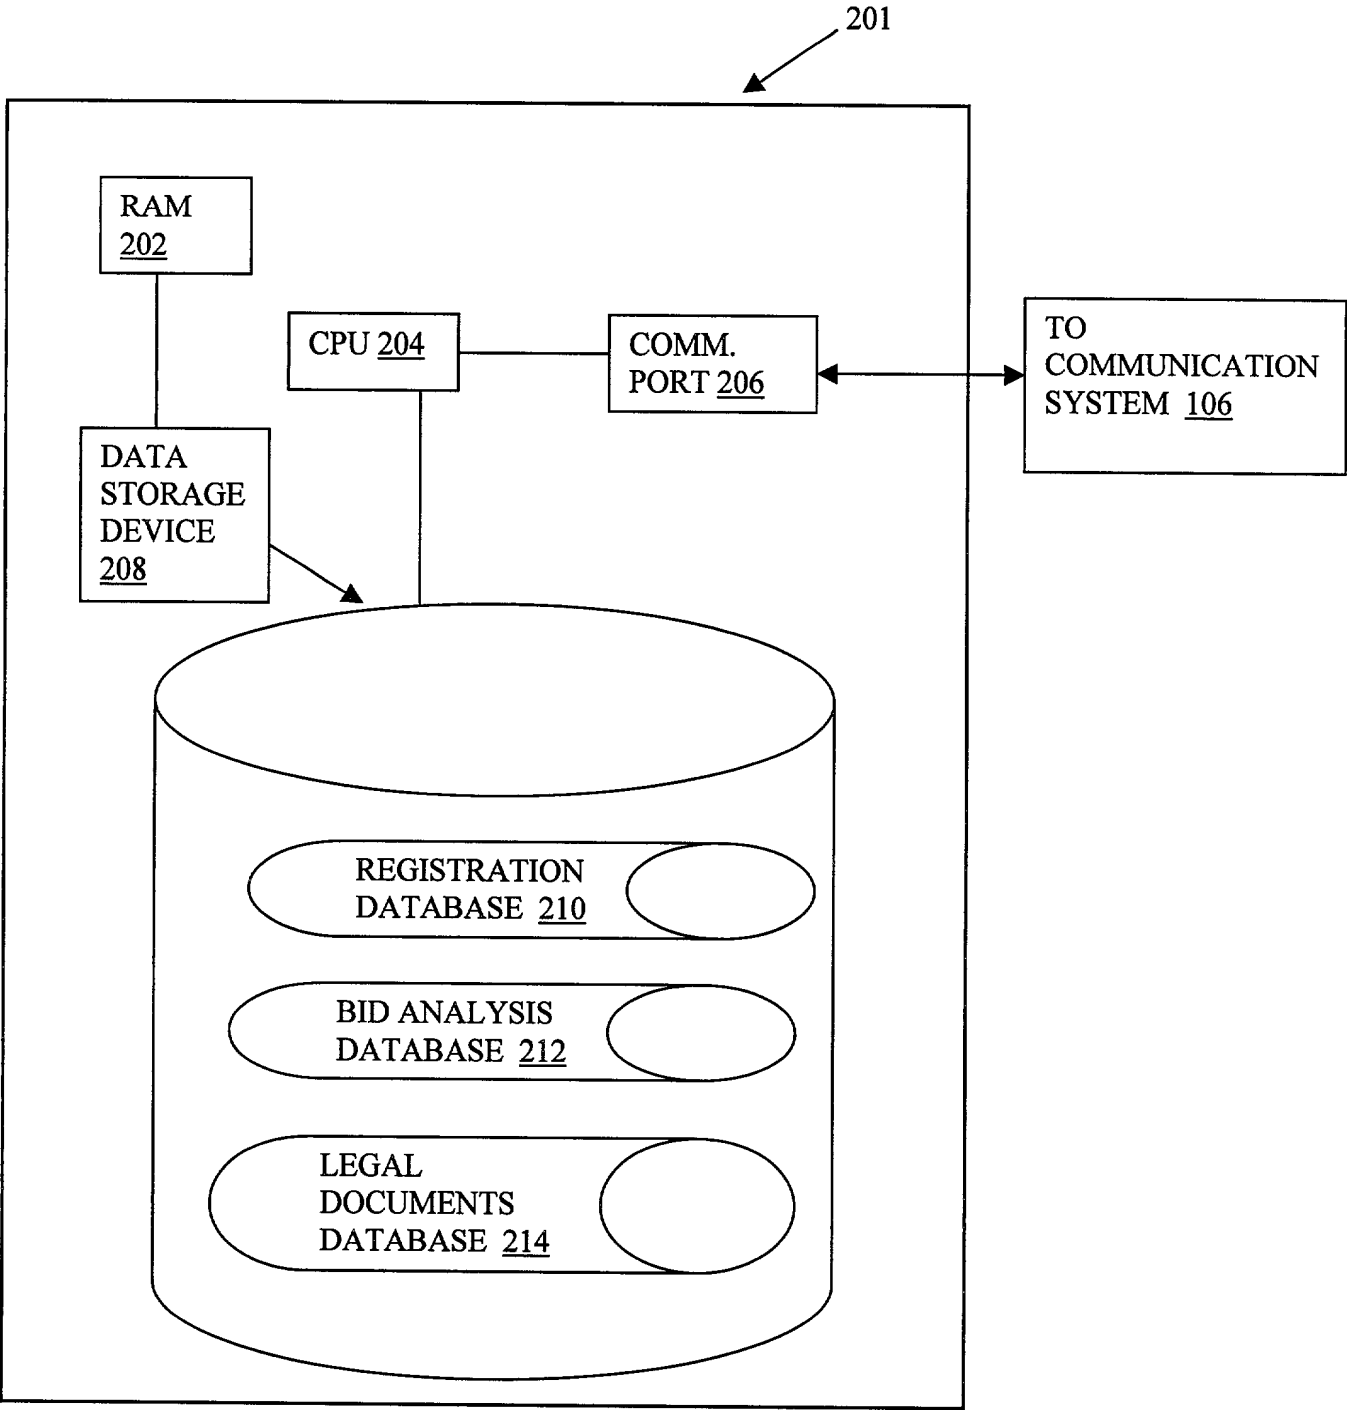 201
RAM
202
CPU 204
COMM.
PORT 206
TO
COMMUNICATION
SYSTEM 106
DATA
STORAGE
DEVICE
208
REGISTRATION
DATABASE 210
BID ANALYSIS
DATABASE 212
LEGAL
DOCUMENTS
DATABASE 214